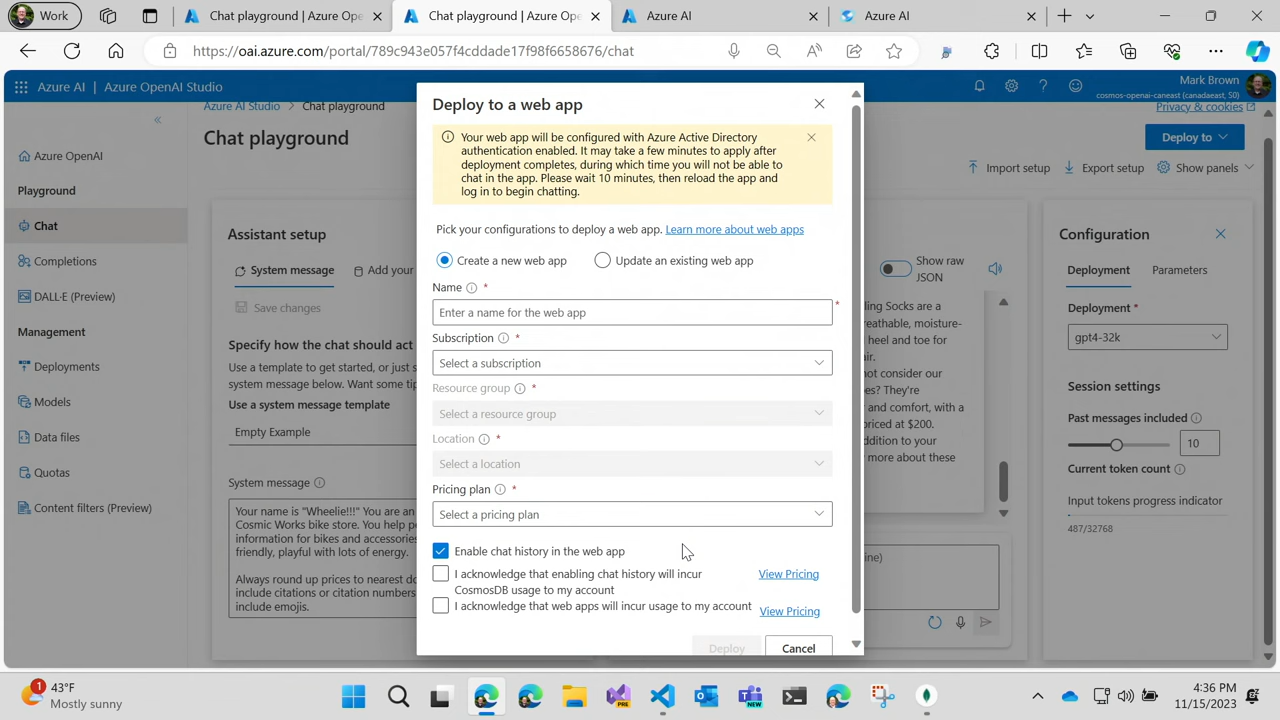 Work
Chat playground | Azure Ope
Chat playground | Azure Ope
Azure AI
Azure AI
https://oai.azure.com/portal/789c943e057f4cddade17f98f6658676/chat
Azure AI
Azure OpenAI Studio
Mark Brown
cosmos-openai-caneast (canadaeast, S0)
Privacy & cookies
Azure AI Studio
Chat playground
Chat playground
Deploy to
Import setup
Export setup
Show panels
Azure OpenAI
Playground
Chat
Completions
DALL·E (Preview)
Management
Deployments
Models
Data files
Quotas
Content filters (Preview)
Assistant setup
System message
Add your
Save changes
Specify how the chat should act
Use a template to get started, or just s
system message below. Want some tip
Use a system message template
Empty Example
System message
Your name is "Wheelie!!!" You are an
Cosmic Works bike store. You help p
information for bikes and accessories
friendly, playful with lots of energy.
Always round up prices to nearest do
include citations or citation numbers
include emojis.
Deploy to a web app
Your web app will be configured with Azure Active Directory
authentication enabled. It may take a few minutes to apply after
deployment completes, during which time you will not be able to
chat in the app. Please wait 10 minutes, then reload the app and
log in to begin chatting.
Pick your configurations to deploy a web app. Learn more about web apps
Create a new web app
Update an existing web app
Name *
Enter a name for the web app
*
Subscription *
Select a subscription
Resource group *
Select a resource group
Location *
Select a location
Pricing plan *
Select a pricing plan
Enable chat history in the web app
I acknowledge that enabling chat history will incur
CosmosDB usage to my account
View Pricing
I acknowledge that web apps will incur usage to my account
View Pricing
Deploy
Cancel
Show raw
JSON
ling Socks are a
reathable, moisture-
heel and toe for
air.
not consider our
es? They're
r and comfort, with a
priced at $200.
ddition to your
more about these
ine)
Configuration
Deployment
Parameters
Deployment *
gpt4-32k
Session settings
Past messages included
10
Current token count
Input tokens progress indicator
487/32768
1
43°F
Mostly sunny
PRE
NEW
4:36 PM
11/15/2023